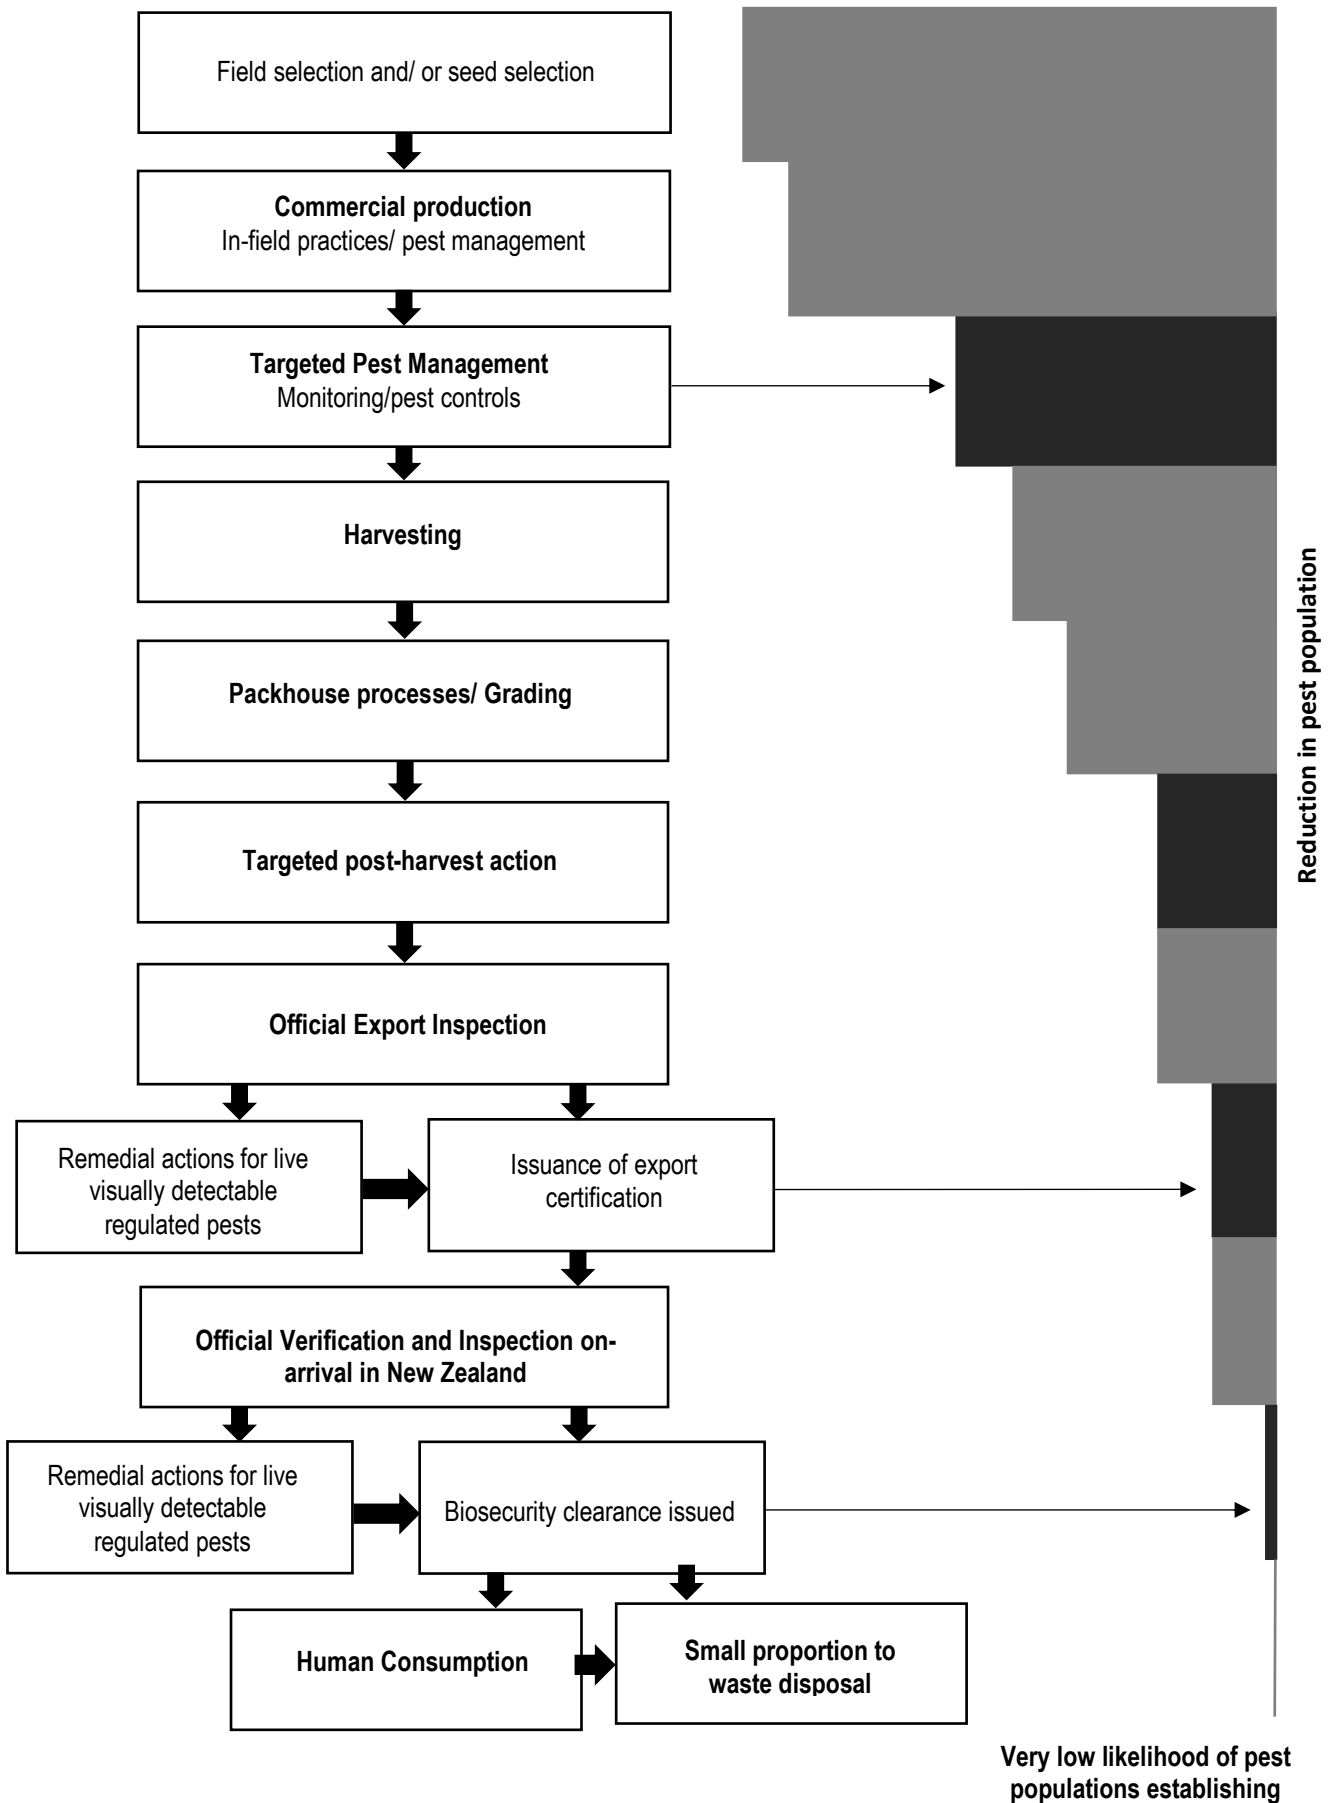 Field selection and/ or seed selection
Commercial production
In-field practices/ pest management
Targeted Pest Management
Monitoring/pest controls
Harvesting
Packhouse processes/ Grading
Targeted post-harvest action
Official Export Inspection
Remedial actions for live
visually detectable
regulated pests
Issuance of export
certification
Official Verification and Inspection on-
arrival in New Zealand
Remedial actions for live
visually detectable
regulated pests
Biosecurity clearance issued
Human Consumption
Small proportion to
waste disposal
Reduction in pest population
Very low likelihood of pest
populations establishing